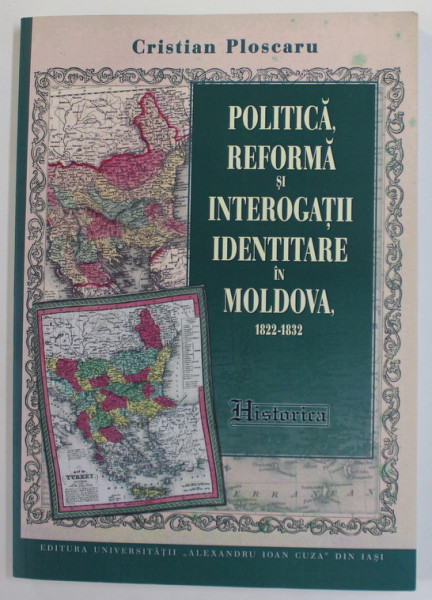 Cristian Ploscaru
POLITICĂ,
REFORMĂ
ȘI
INTEROGAȚII
IDENTITARE
ÎN
MOLDOVA,
1822-1832
Historica
TURKEY
EDITURA UNIVERSITĂȚII „ALEXANDRU IOAN CUZA” DIN IAȘI